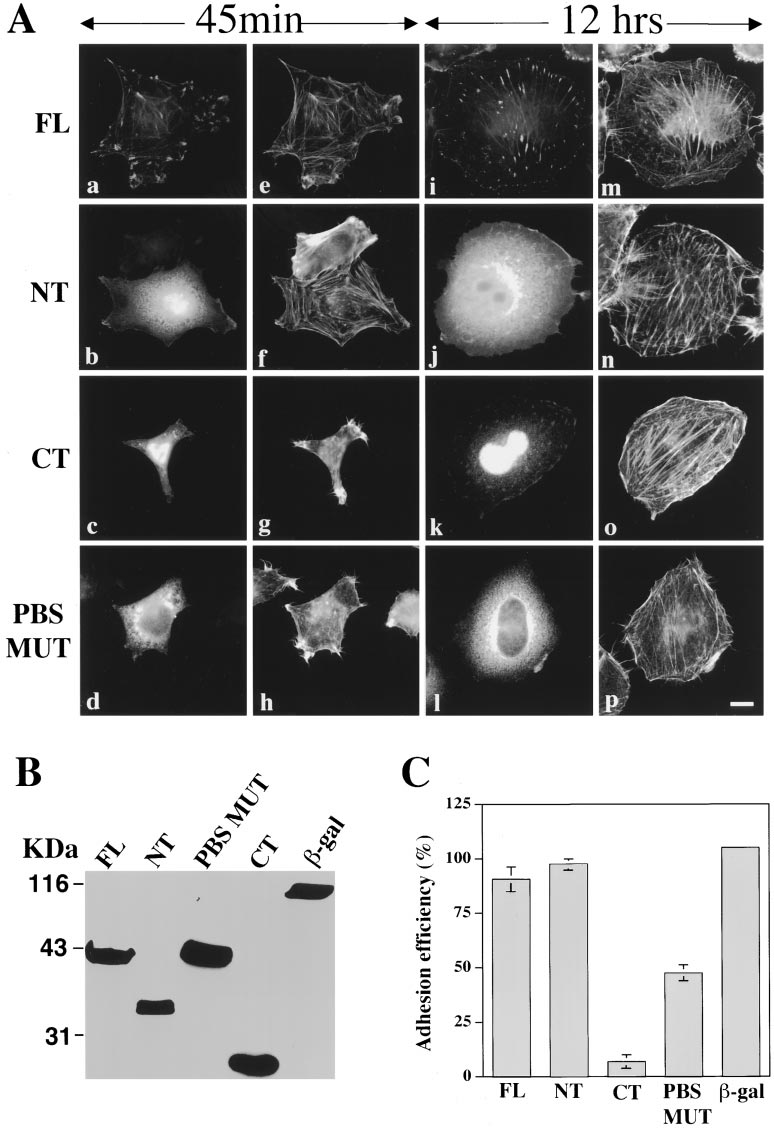 A
45min
12 hrs
FL
a
e
i
m
NT
b
f
j
n
CT
c
g
k
o
PBS
MUT
d
h
l
p
B
KDa
FL
NT
PBS MUT
CT
β-gal
116
43
31
C
Adhesion efficiency (%)
125
100
75
50
25
0
FL
NT
CT
PBS
MUT
β-gal